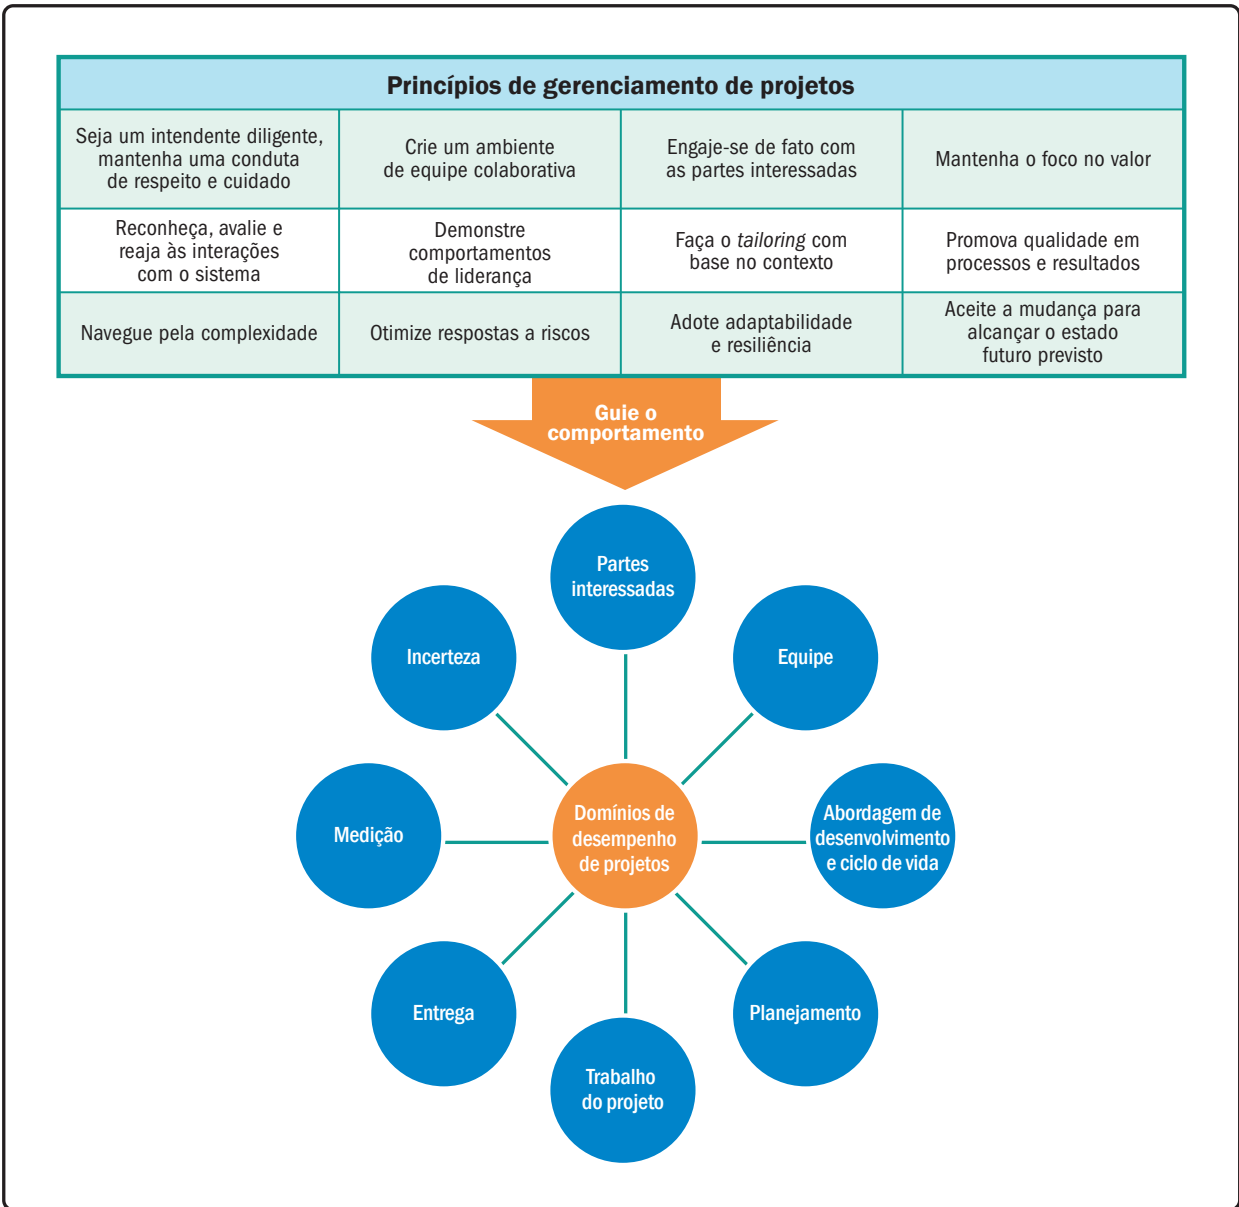 Princípios de gerenciamento de projetos
Seja um intendente diligente,
mantenha uma conduta
de respeito e cuidado
Crie um ambiente
de equipe colaborativa
Engaje-se de fato com
as partes interessadas
Mantenha o foco no valor
Reconheça, avalie e
reaja às interações
com o sistema
Demonstre
comportamentos
de liderança
Faça o tailoring com
base no contexto
Promova qualidade em
processos e resultados
Navegue pela complexidade
Otimize respostas a riscos
Adote adaptabilidade
e resiliência
Aceite a mudança para
alcançar o estado
futuro previsto
Guie o
comportamento
Partes
interessadas
Incerteza
Equipe
Medição
Domínios de
desempenho
de projetos
Abordagem de
desenvolvimento
e ciclo de vida
Entrega
Planejamento
Trabalho
do projeto